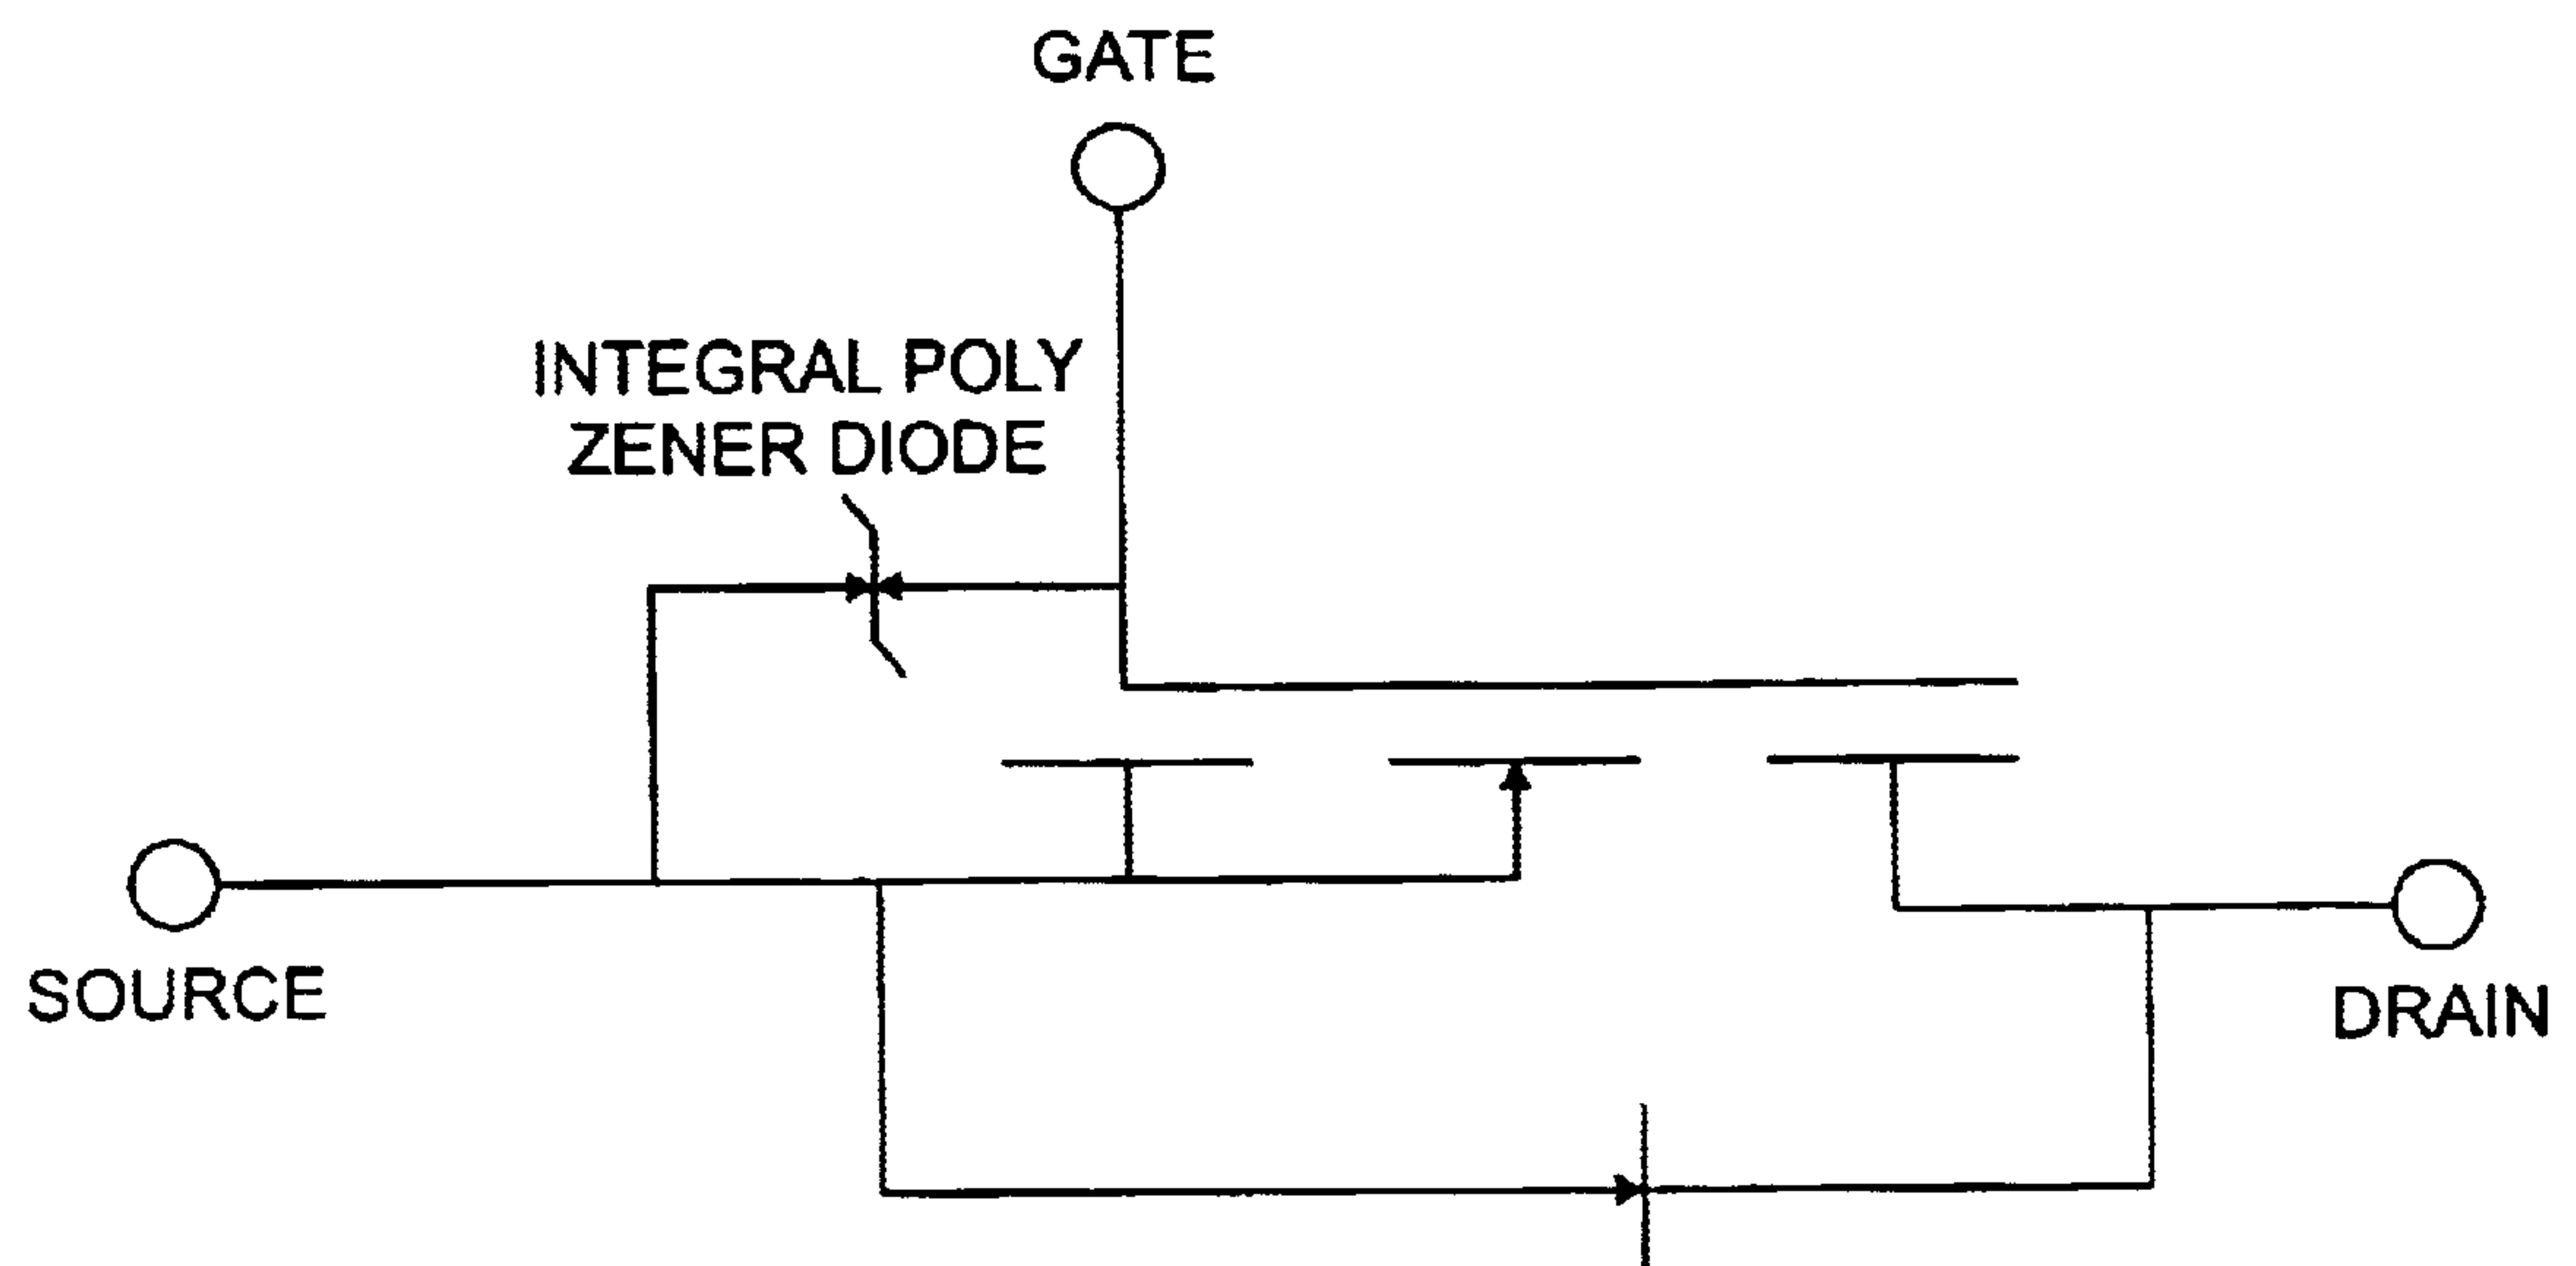 GATE
INTEGRAL POLY
ZENER DIODE
SOURCE
DRAIN